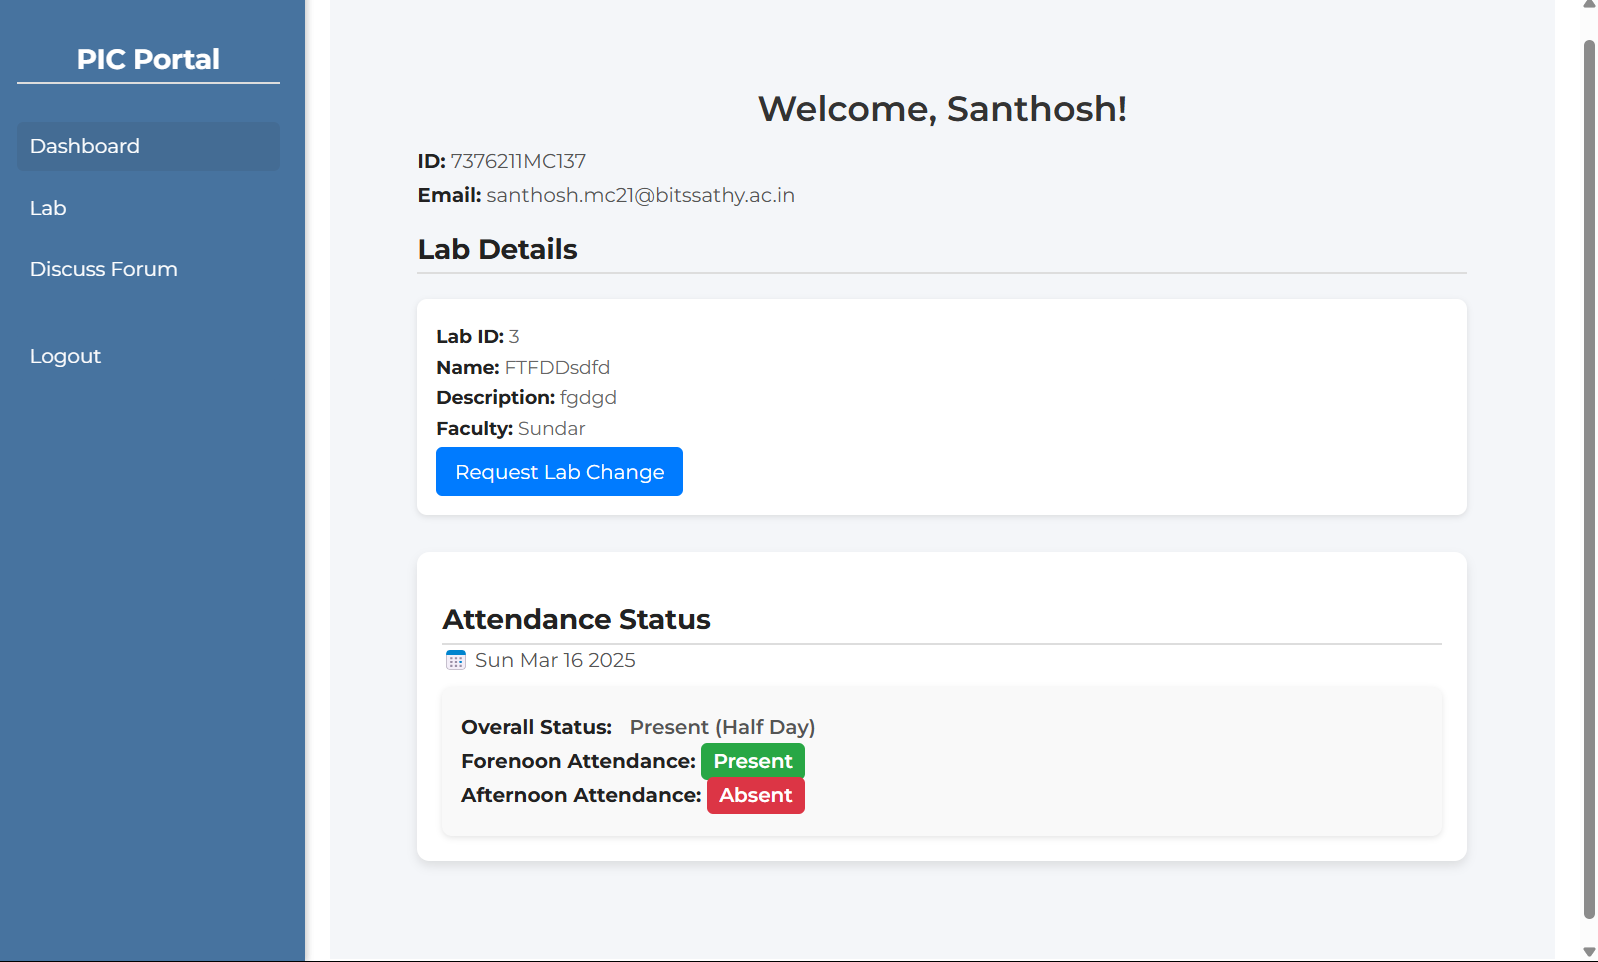 PIC Portal
Dashboard
Lab
Discuss Forum
Logout
Welcome, Santhosh!
ID: 7376211MC137
Email: santhosh.mc21@bitssathy.ac.in
Lab Details
Lab ID: 3
Name: FTFDDsdfd
Description: fgdgd
Faculty: Sundar
Request Lab Change
Attendance Status
Sun Mar 16 2025
Overall Status: Present (Half Day)
Forenoon Attendance: Present
Afternoon Attendance: Absent